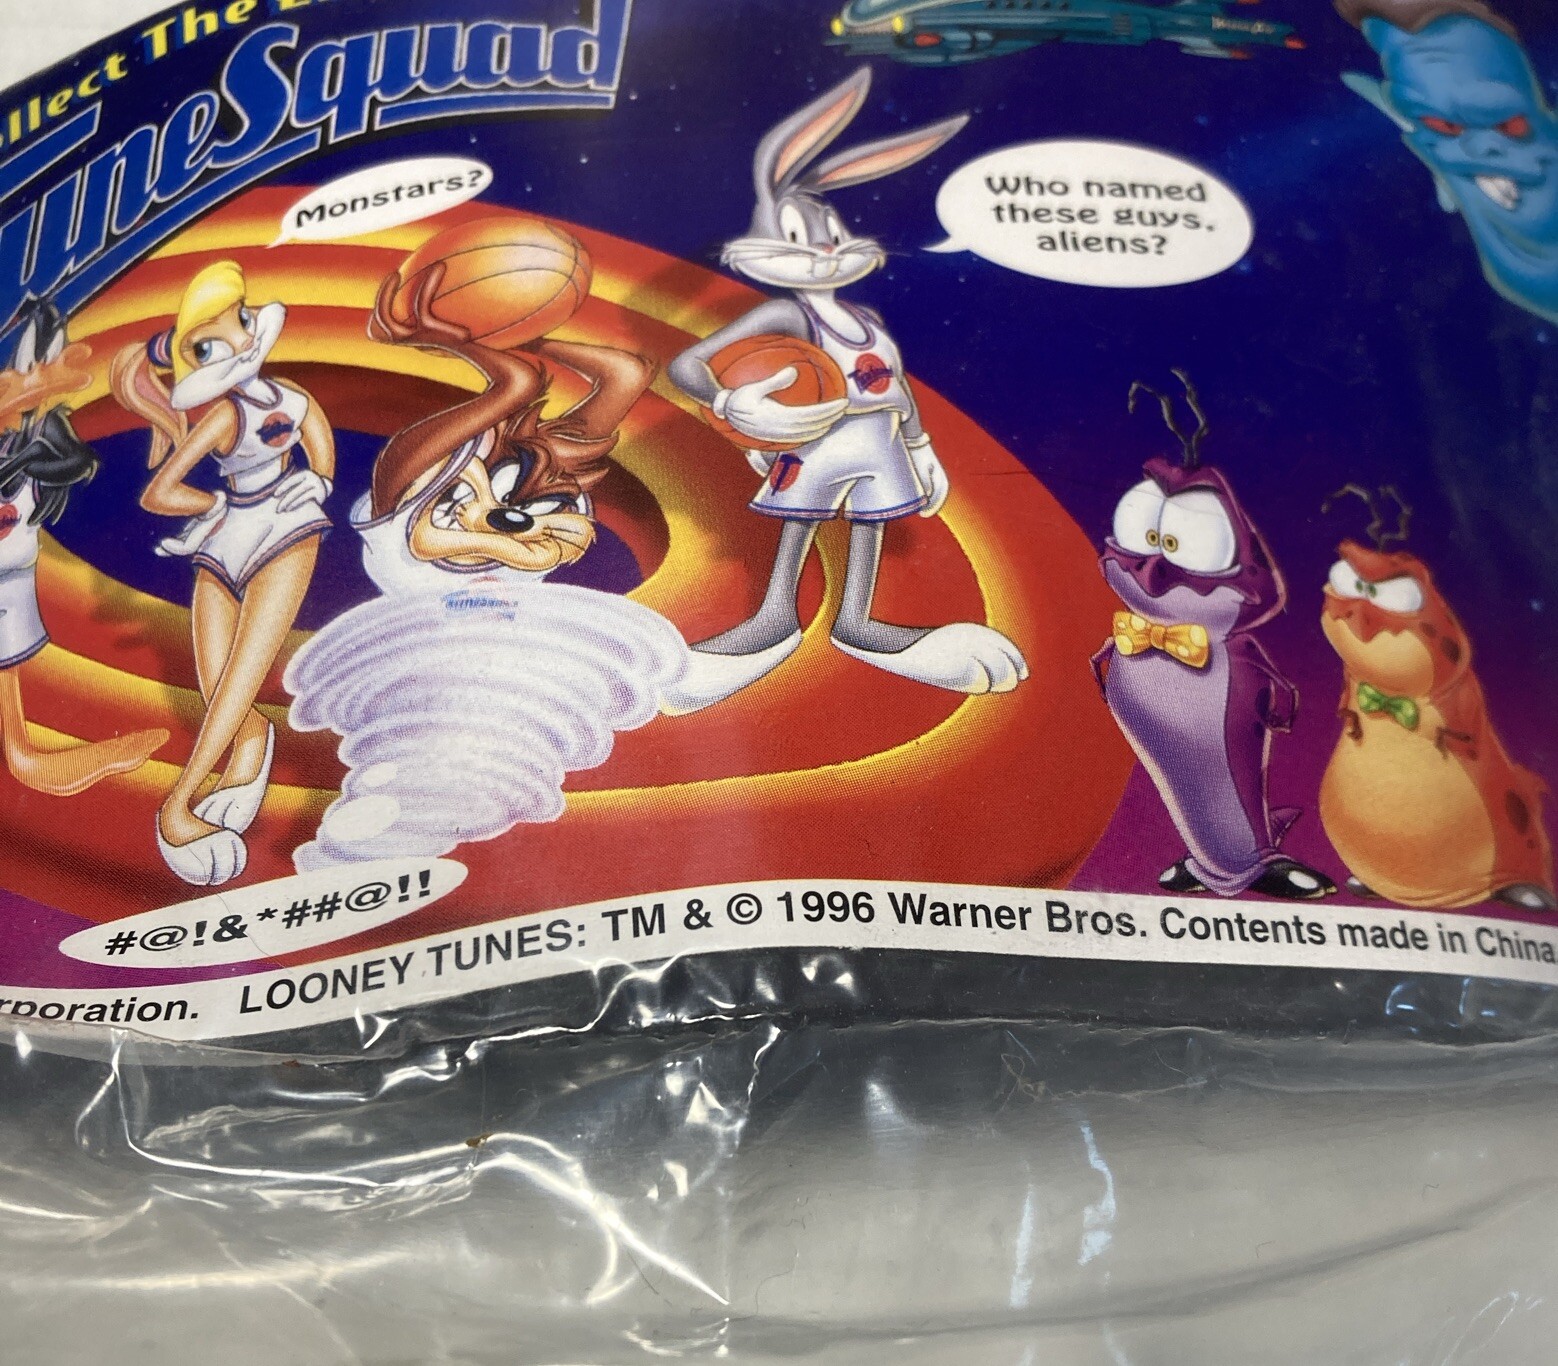 Collect The
TuneSquad
Monstars?
Who named
these guys,
aliens?
#@!&*##@!!
rporation. LOONEY TUNES: TM & © 1996 Warner Bros. Contents made in China.